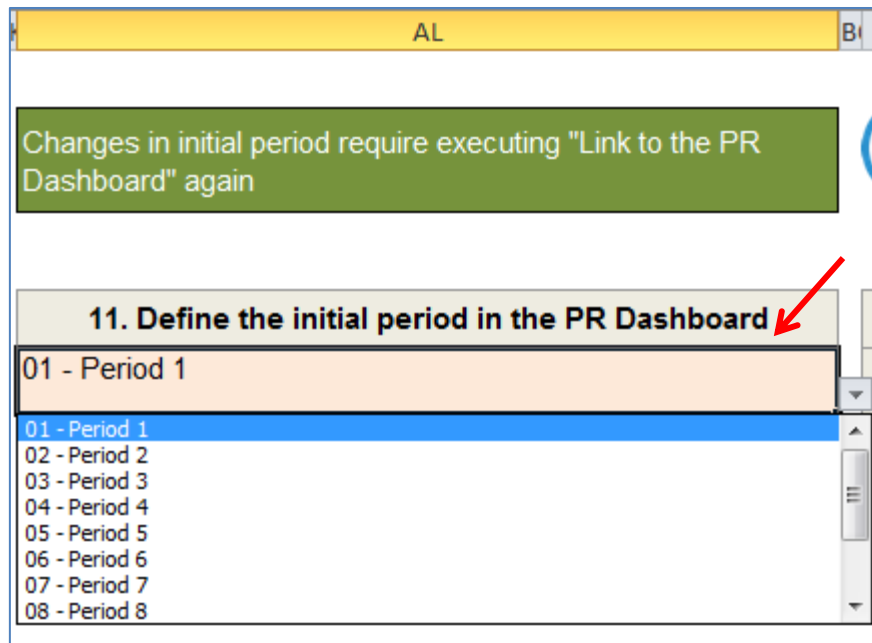 AL
Changes in initial period require executing "Link to the PR
Dashboard" again
11. Define the initial period in the PR Dashboard
01 - Period 1
01 - Period 1
02 - Period 2
03 - Period 3
04 - Period 4
05 - Period 5
06 - Period 6
07 - Period 7
08 - Period 8